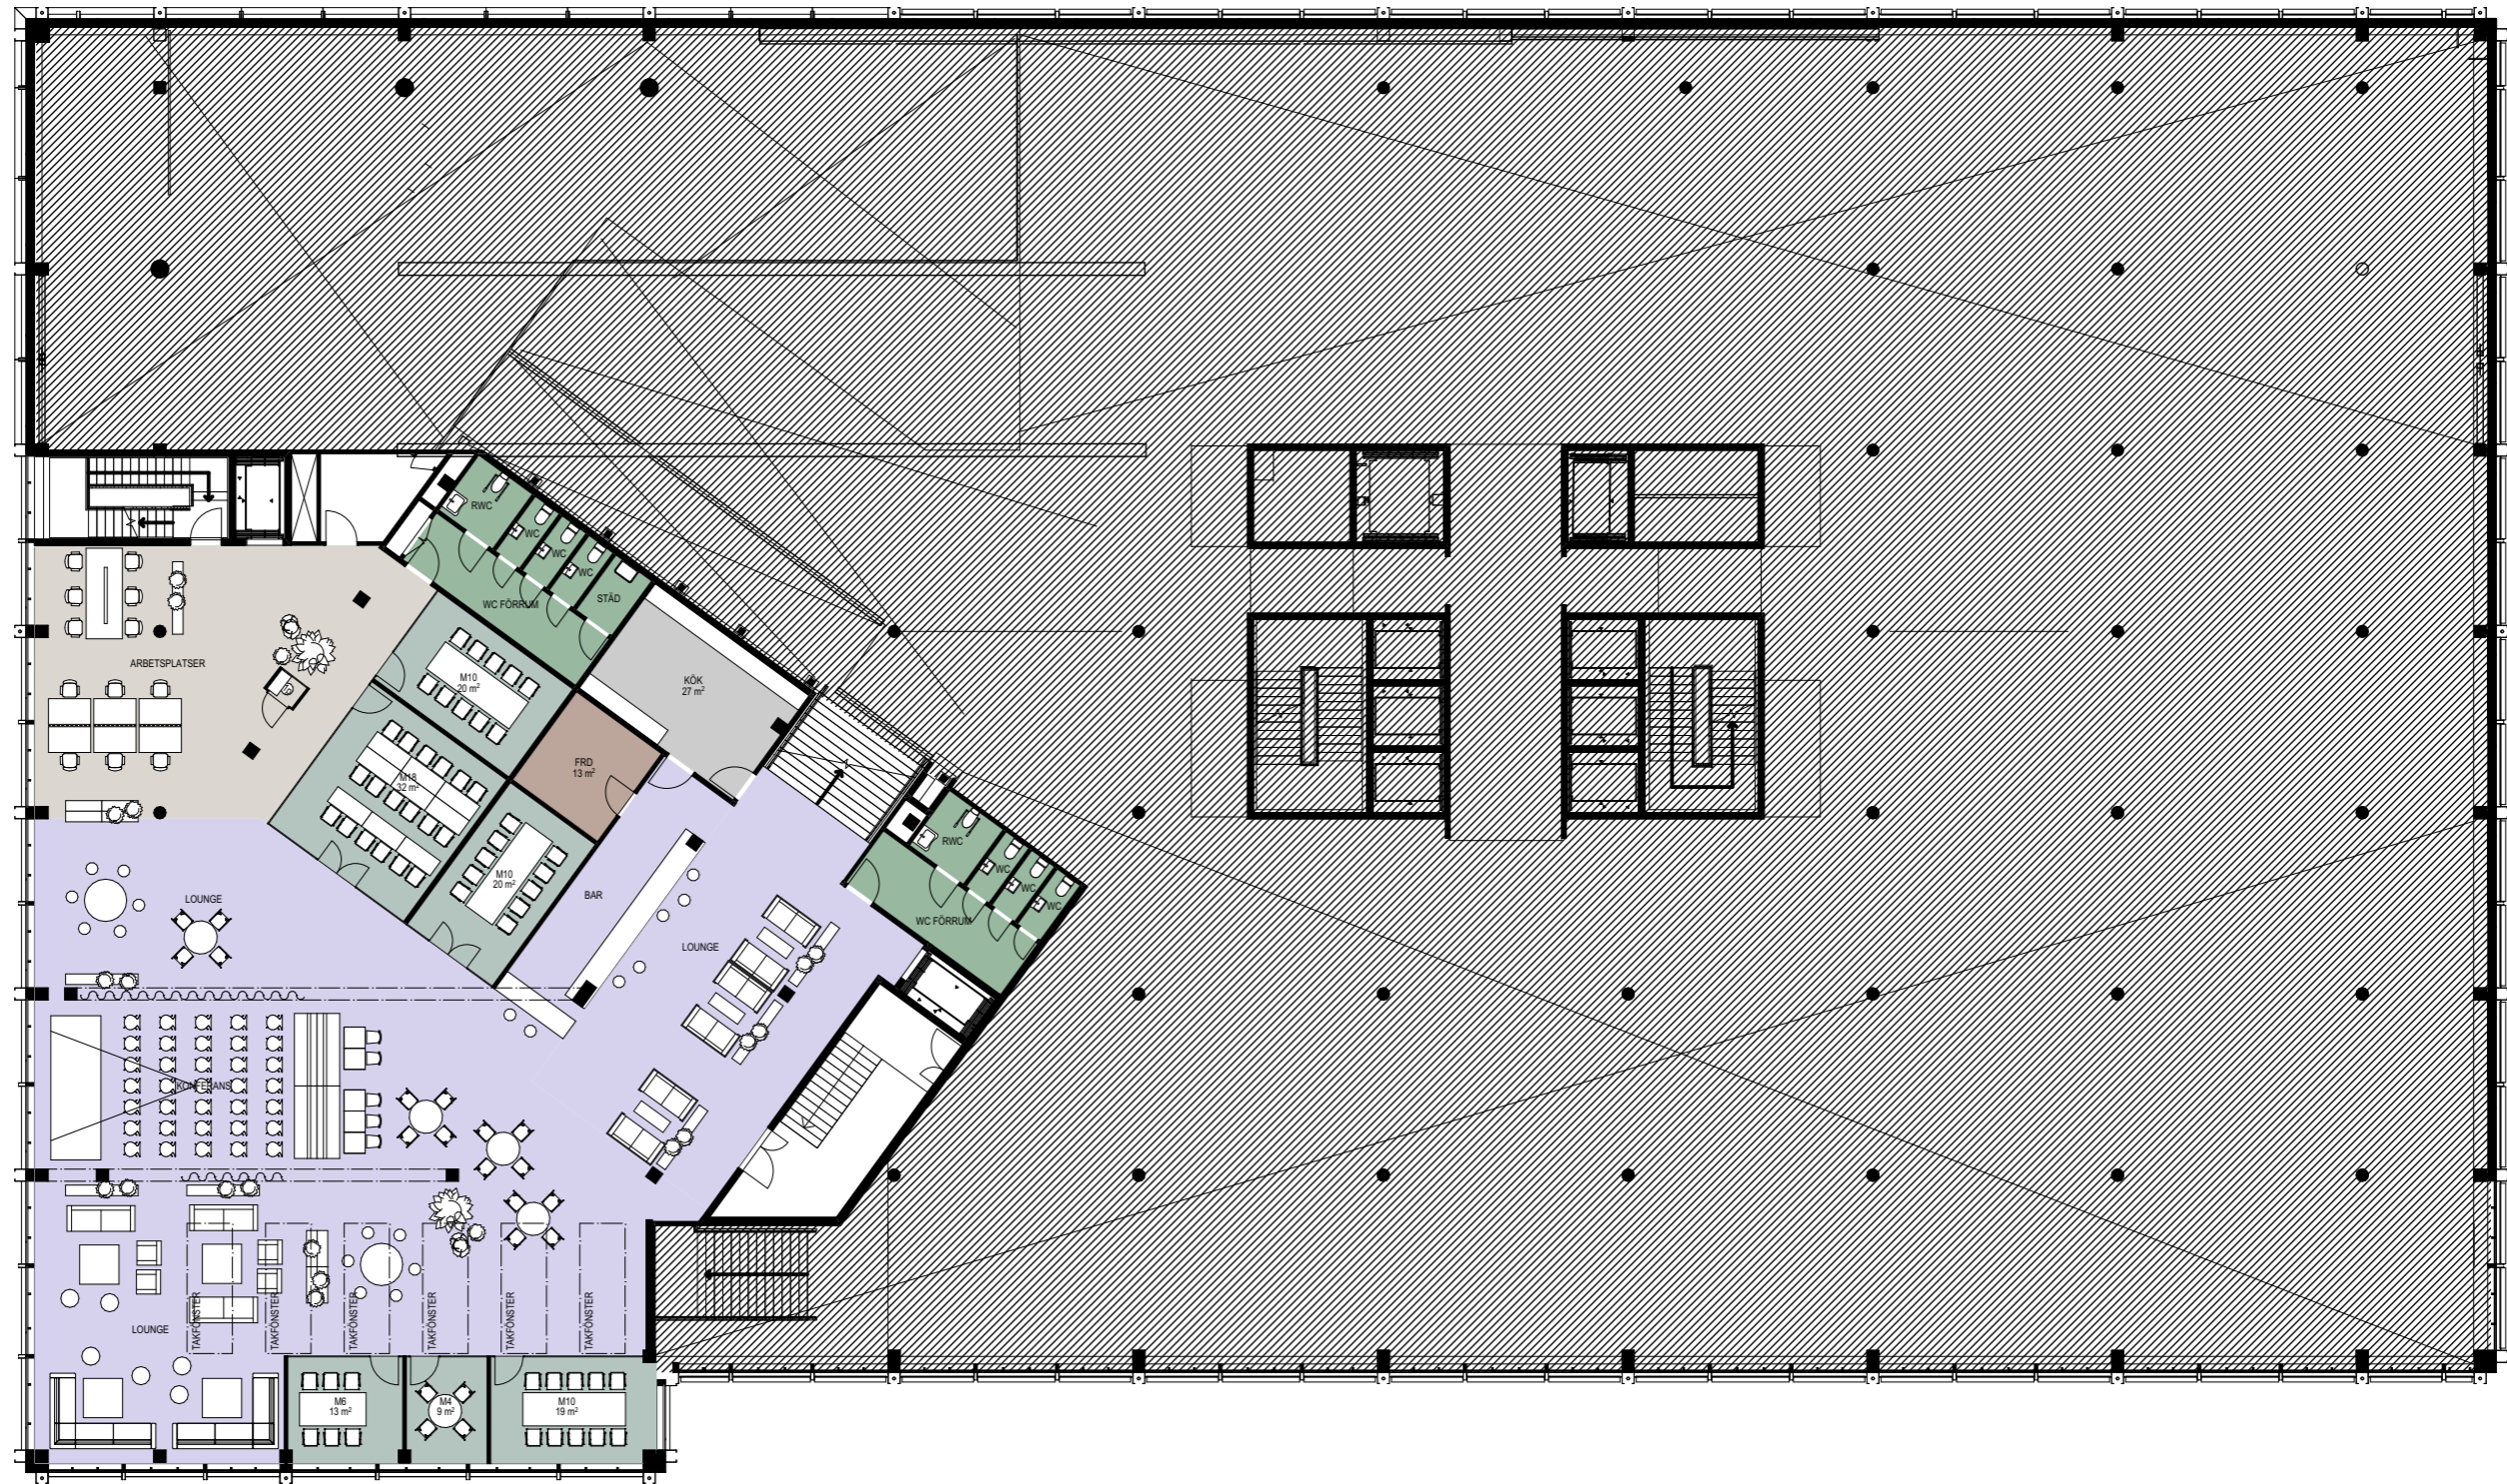 RWC
WC
WC
WC
STÄD
WC FÖRRUM
ARBETSPLATSER
M10
20 m²
KÖK
27 m²
FRD
13 m²
M18
32 m²
RWC
WC
WC
WC
WC FÖRRUM
M10
20 m²
BAR
LOUNGE
LOUNGE
KONFERANS
TAKFÖNSTER
TAKFÖNSTER
TAKFÖNSTER
TAKFÖNSTER
TAKFÖNSTER
TAKFÖNSTER
LOUNGE
M6
13 m²
M4
9 m²
M10
19 m²